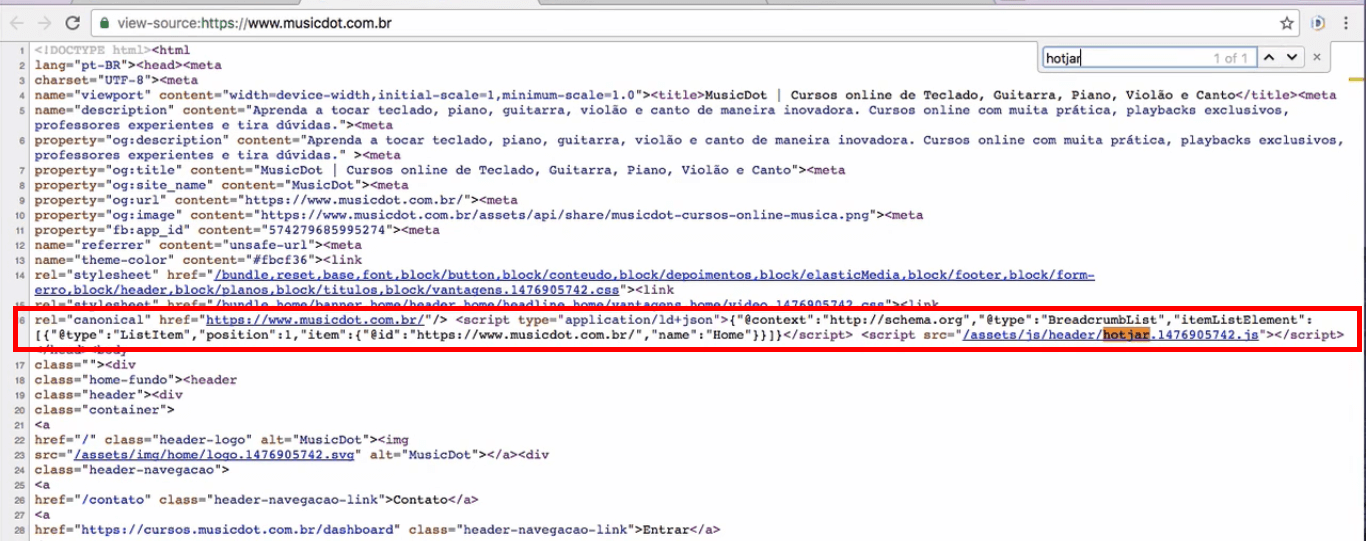 view-source:https://www.musicdot.com.br
hotjar 1 of 1
1 <!DOCTYPE html><html
2 lang="pt-BR"><head><meta
3 charset="UTF-8"><meta
4 name="viewport" content="width=device-width,initial-scale=1,minimum-scale=1.0"><title>MusicDot | Cursos online de Teclado, Guitarra, Piano, Violão e Canto</title><meta
5 name="description" content="Aprenda a tocar teclado, piano, guitarra, violão e canto de maneira inovadora. Cursos online com muita prática, playbacks exclusivos,
professores experientes e tira dúvidas."><meta
6 property="og:description" content="Aprenda a tocar teclado, piano, guitarra, violão e canto de maneira inovadora. Cursos online com muita prática, playbacks exclusivos,
professores experientes e tira dúvidas." ><meta
7 property="og:title" content="MusicDot | Cursos online de Teclado, Guitarra, Piano, Violão e Canto"><meta
8 property="og:site_name" content="MusicDot"><meta
9 property="og:url" content="https://www.musicdot.com.br/"><meta
10 property="og:image" content="https://www.musicdot.com.br/assets/api/share/musicdot-cursos-online-musica.png"><meta
11 property="fb:app_id" content="574279685995274"><meta
12 name="referrer" content="unsafe-url"><meta
13 name="theme-color" content="#fbcf36"><link
14 rel="stylesheet" href="/bundle,reset,base,font,block/button,block/conteudo,block/depoimentos,block/elasticMedia,block/footer,block/form-
erro,block/header,block/planos,block/titulos,block/vantagens.1476905742.css"><link
15 rel="stylesheet" href="/bundle,home/banner,home/header,home/headline,home/vantagens,home/video.1476905742.css"><link
6 rel="canonical" href="https://www.musicdot.com.br/"/> <script type="application/ld+json">{"@context":"http://schema.org","@type":"BreadcrumbList","itemListElement":
[{"@type":"ListItem","position":1,"item":{"@id":"https://www.musicdot.com.br/","name":"Home"}}]}</script> <script src="/assets/js/header/hotjar.1476905742.js"></script>
</head><body
17 class=""><div
18 class="home-fundo"><header
19 class="header"><div
20 class="container">
21 <a
22 href="/" class="header-logo" alt="MusicDot"><img
23 src="/assets/img/home/logo.1476905742.svg" alt="MusicDot"></a><div
24 class="header-navegacao">
25 <a
26 href="/contato" class="header-navegacao-link">Contato</a>
27 <a
28 href="https://cursos.musicdot.com.br/dashboard" class="header-navegacao-link">Entrar</a>